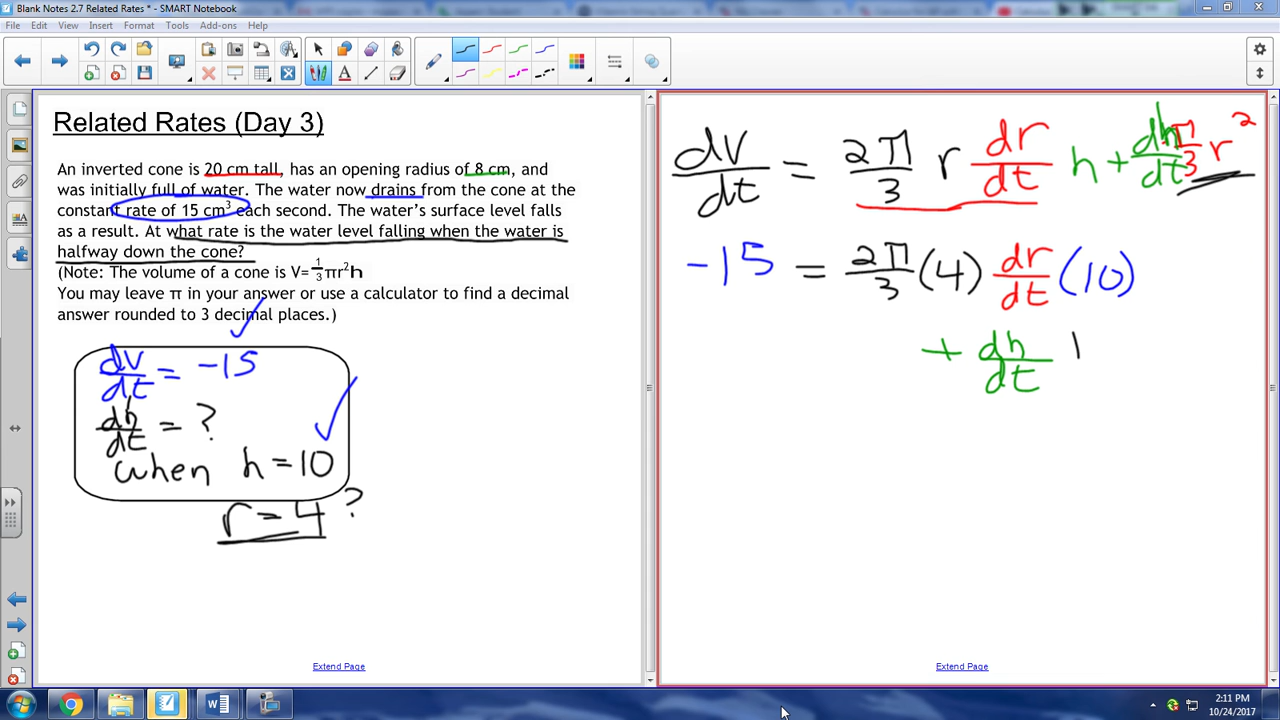 Blank Notes 2.7 Related Rates * - SMART Notebook
File Edit View Insert Format Tools Add-ons Help
Related Rates (Day 3)
An inverted cone is 20 cm tall, has an opening radius of 8 cm, and
was initially full of water. The water now drains from the cone at the
constant rate of 15 cm³ each second. The water's surface level falls
as a result. At what rate is the water level falling when the water is
halfway down the cone?
(Note: The volume of a cone is V=1/3πr²h
You may leave π in your answer or use a calculator to find a decimal
answer rounded to 3 decimal places.)
dV/dt = -15
dh/dt = ?
when h = 10
r = 4 ?
Extend Page
dV/dt = 2π/3 r dr/dt h + dh/dt π/3 r²
-15 = 2π/3 (4) dr/dt (10)
+ dh/dt
Extend Page
2:11 PM
10/24/2017